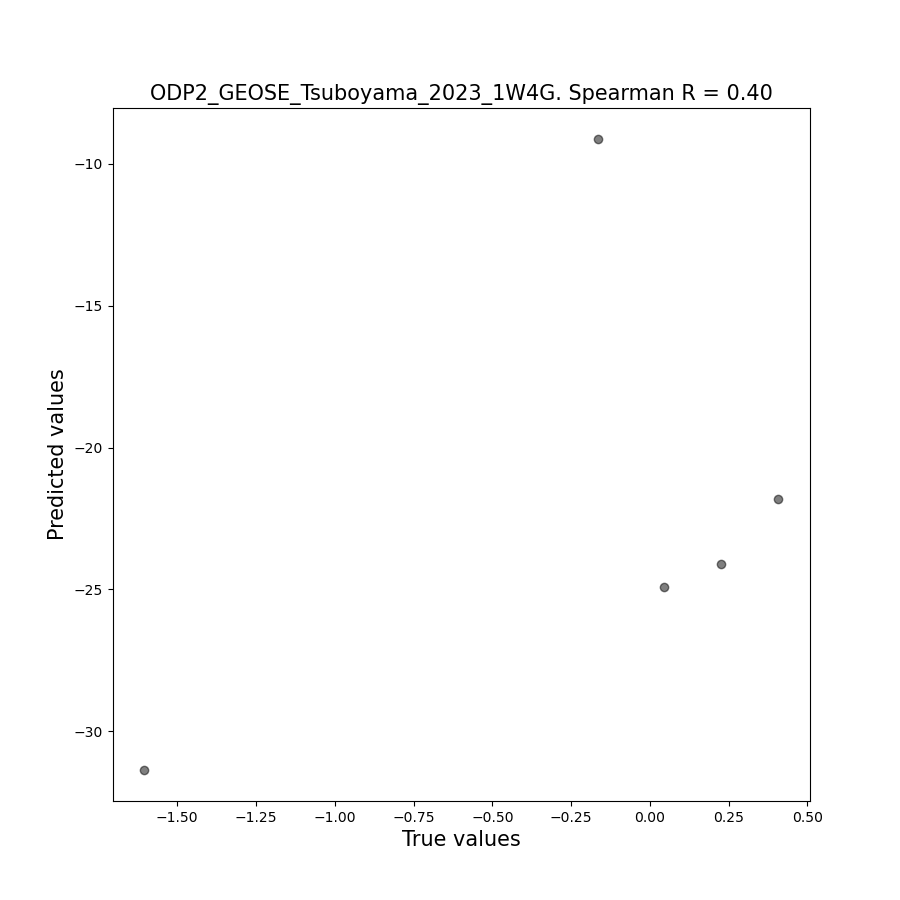 ODP2_GEOSE_Tsuboyama_2023_1W4G. Spearman R = 0.40
Predicted values
−10
−15
−20
−25
−30
−1.50 −1.25 −1.00 −0.75 −0.50 −0.25 0.00 0.25 0.50
True values